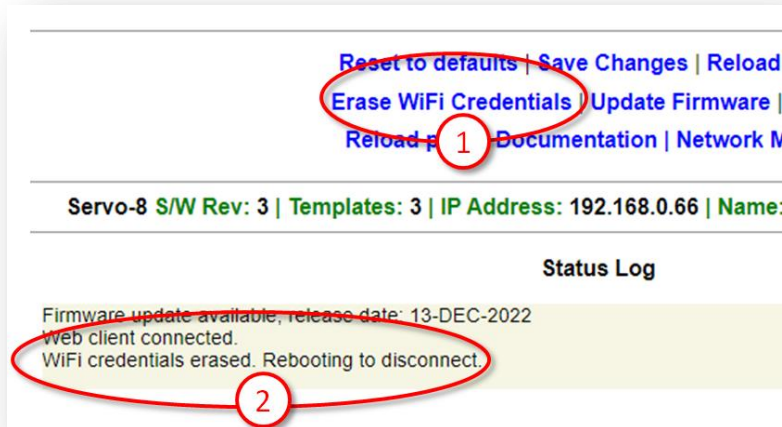 Reset to defaults | Save Changes | Reload
Erase WiFi Credentials | Update Firmware |
Reload 1 Documentation | Network M
Servo-8 S/W Rev: 3 | Templates: 3 | IP Address: 192.168.0.66 | Name:
Status Log
Firmware update available, release date: 13-DEC-2022
Web client connected.
WiFi credentials erased. Rebooting to disconnect.
2